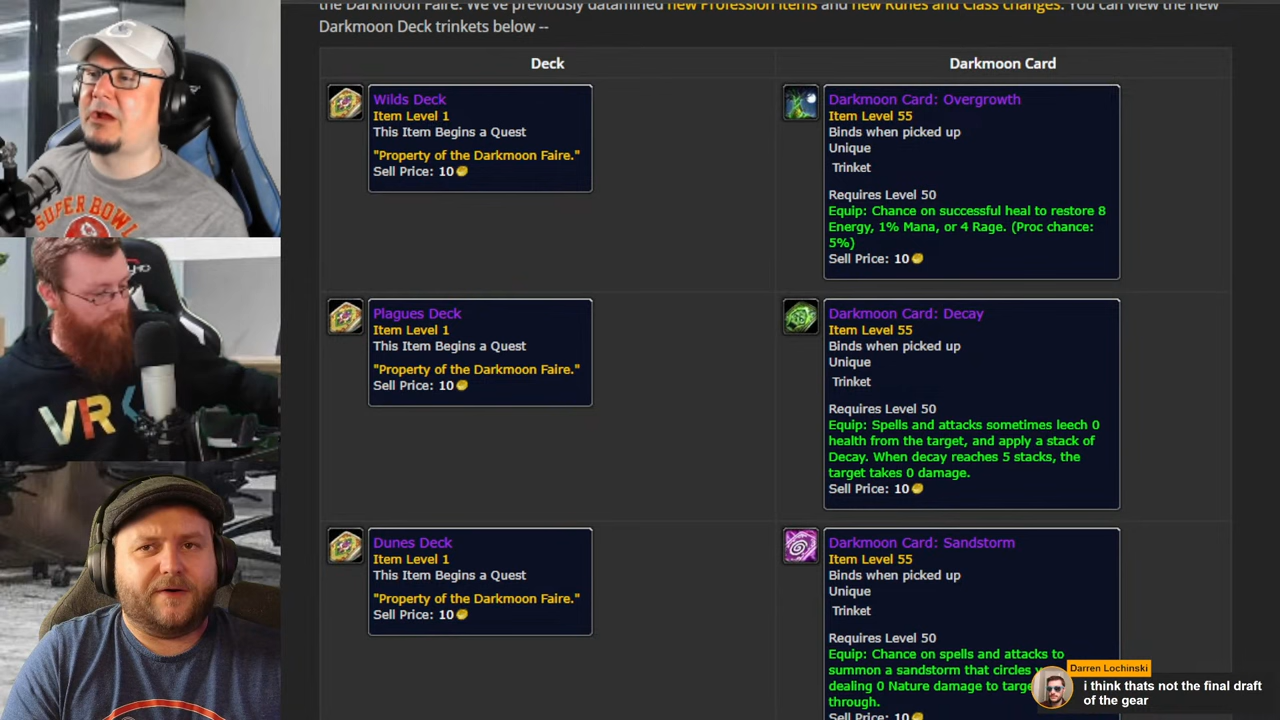 the Darkmoon Faire. We've previously datamined new Profession items and new Runes and Class changes. You can view the new
Darkmoon Deck trinkets below --
Deck
Darkmoon Card
Wilds Deck
Item Level 1
This Item Begins a Quest
"Property of the Darkmoon Faire."
Sell Price: 10
Darkmoon Card: Overgrowth
Item Level 55
Binds when picked up
Unique
Trinket
Requires Level 50
Equip: Chance on successful heal to restore 8
Energy, 1% Mana, or 4 Rage. (Proc chance:
5%)
Sell Price: 10
Plagues Deck
Item Level 1
This Item Begins a Quest
"Property of the Darkmoon Faire."
Sell Price: 10
Darkmoon Card: Decay
Item Level 55
Binds when picked up
Unique
Trinket
Requires Level 50
Equip: Spells and attacks sometimes leech 0
health from the target, and apply a stack of
Decay. When decay reaches 5 stacks, the
target takes 0 damage.
Sell Price: 10
Dunes Deck
Item Level 1
This Item Begins a Quest
"Property of the Darkmoon Faire."
Sell Price: 10
Darkmoon Card: Sandstorm
Item Level 55
Binds when picked up
Unique
Trinket
Requires Level 50
Equip: Chance on spells and attacks to
summon a sandstorm that circles
dealing 0 Nature damage to
through.
Sell Price: 10
Darren Lochinski
i think thats not the final draft
of the gear
SUPER BOWL
VRK